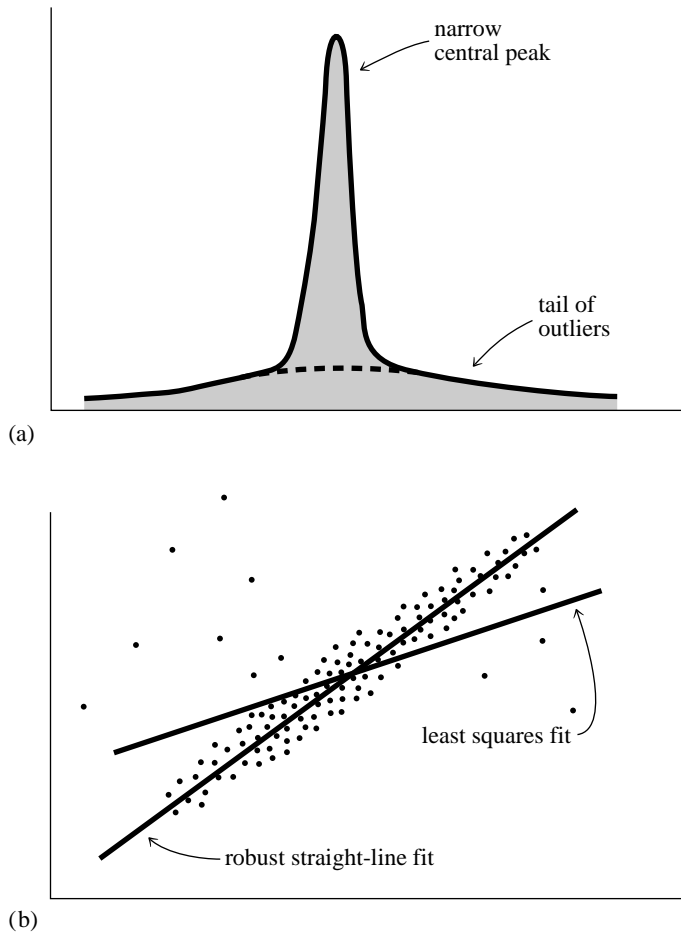 narrow
central peak
tail of
outliers
(a)
least squares fit
robust straight-line fit
(b)